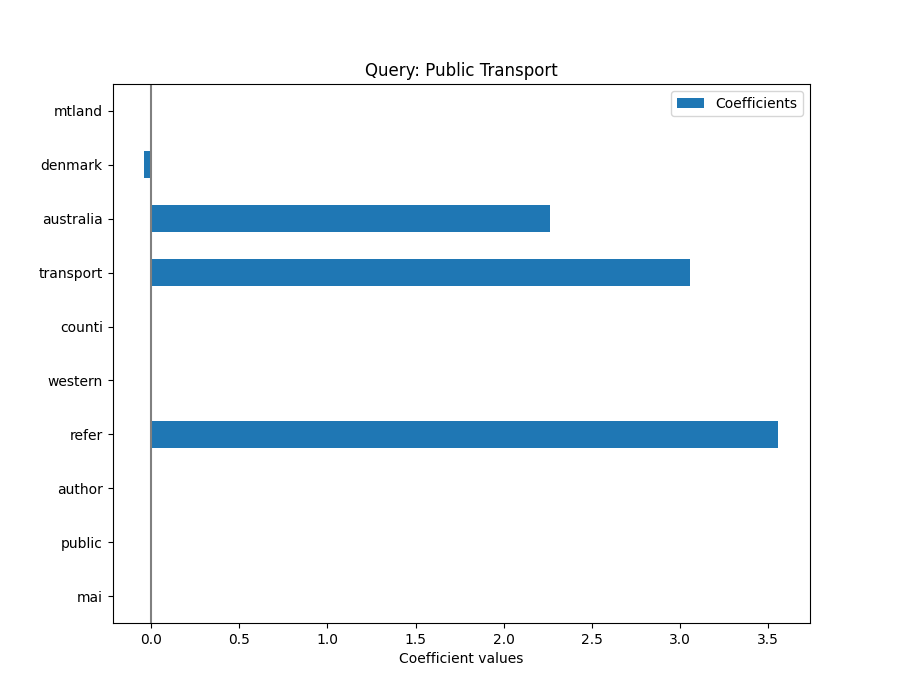 Query: Public Transport
Coefficients
mtland
denmark
australia
transport
counti
western
refer
author
public
mai
0.0 0.5 1.0 1.5 2.0 2.5 3.0 3.5
Coefficient values